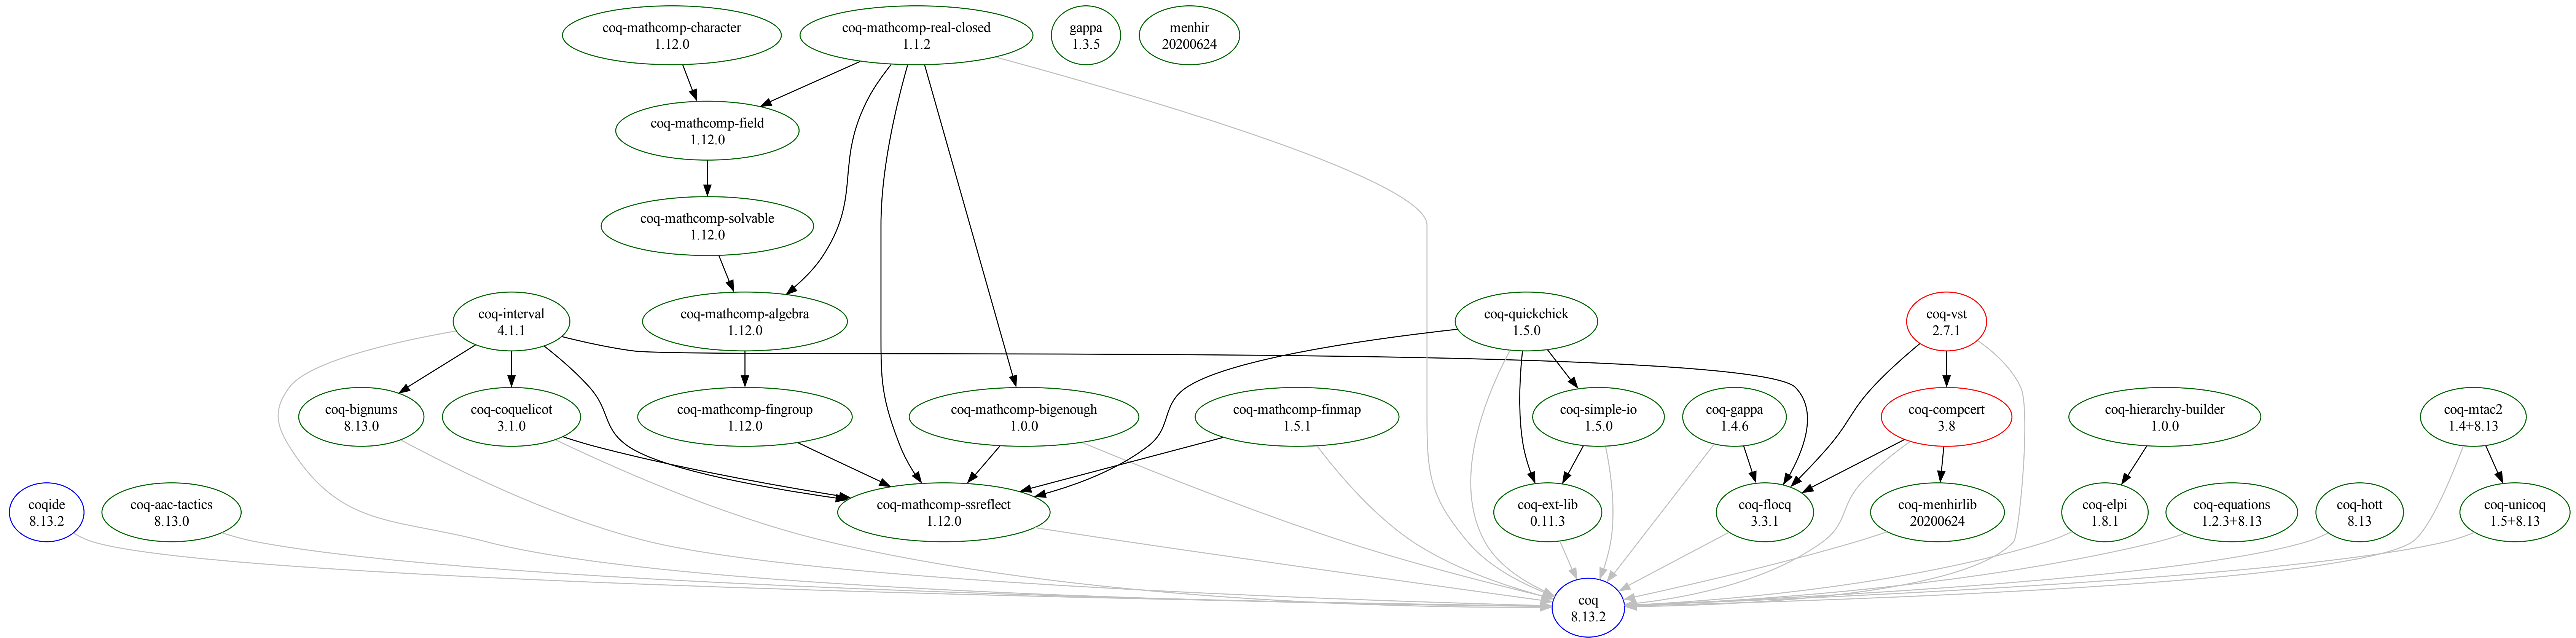 coq-mathcomp-character
1.12.0
coq-mathcomp-real-closed
1.1.2
gappa
1.3.5
menhir
20200624
coq-mathcomp-field
1.12.0
coq-mathcomp-solvable
1.12.0
coq-interval
4.1.1
coq-mathcomp-algebra
1.12.0
coq-quickchick
1.5.0
coq-vst
2.7.1
coq-bignums
8.13.0
coq-coquelicot
3.1.0
coq-mathcomp-fingroup
1.12.0
coq-mathcomp-bigenough
1.0.0
coq-mathcomp-finmap
1.5.1
coq-simple-io
1.5.0
coq-gappa
1.4.6
coq-compcert
3.8
coq-hierarchy-builder
1.0.0
coq-mtac2
1.4+8.13
coqide
8.13.2
coq-aac-tactics
8.13.0
coq-mathcomp-ssreflect
1.12.0
coq-ext-lib
0.11.3
coq-flocq
3.3.1
coq-menhirlib
20200624
coq-elpi
1.8.1
coq-equations
1.2.3+8.13
coq-hott
8.13
coq-unicoq
1.5+8.13
coq
8.13.2